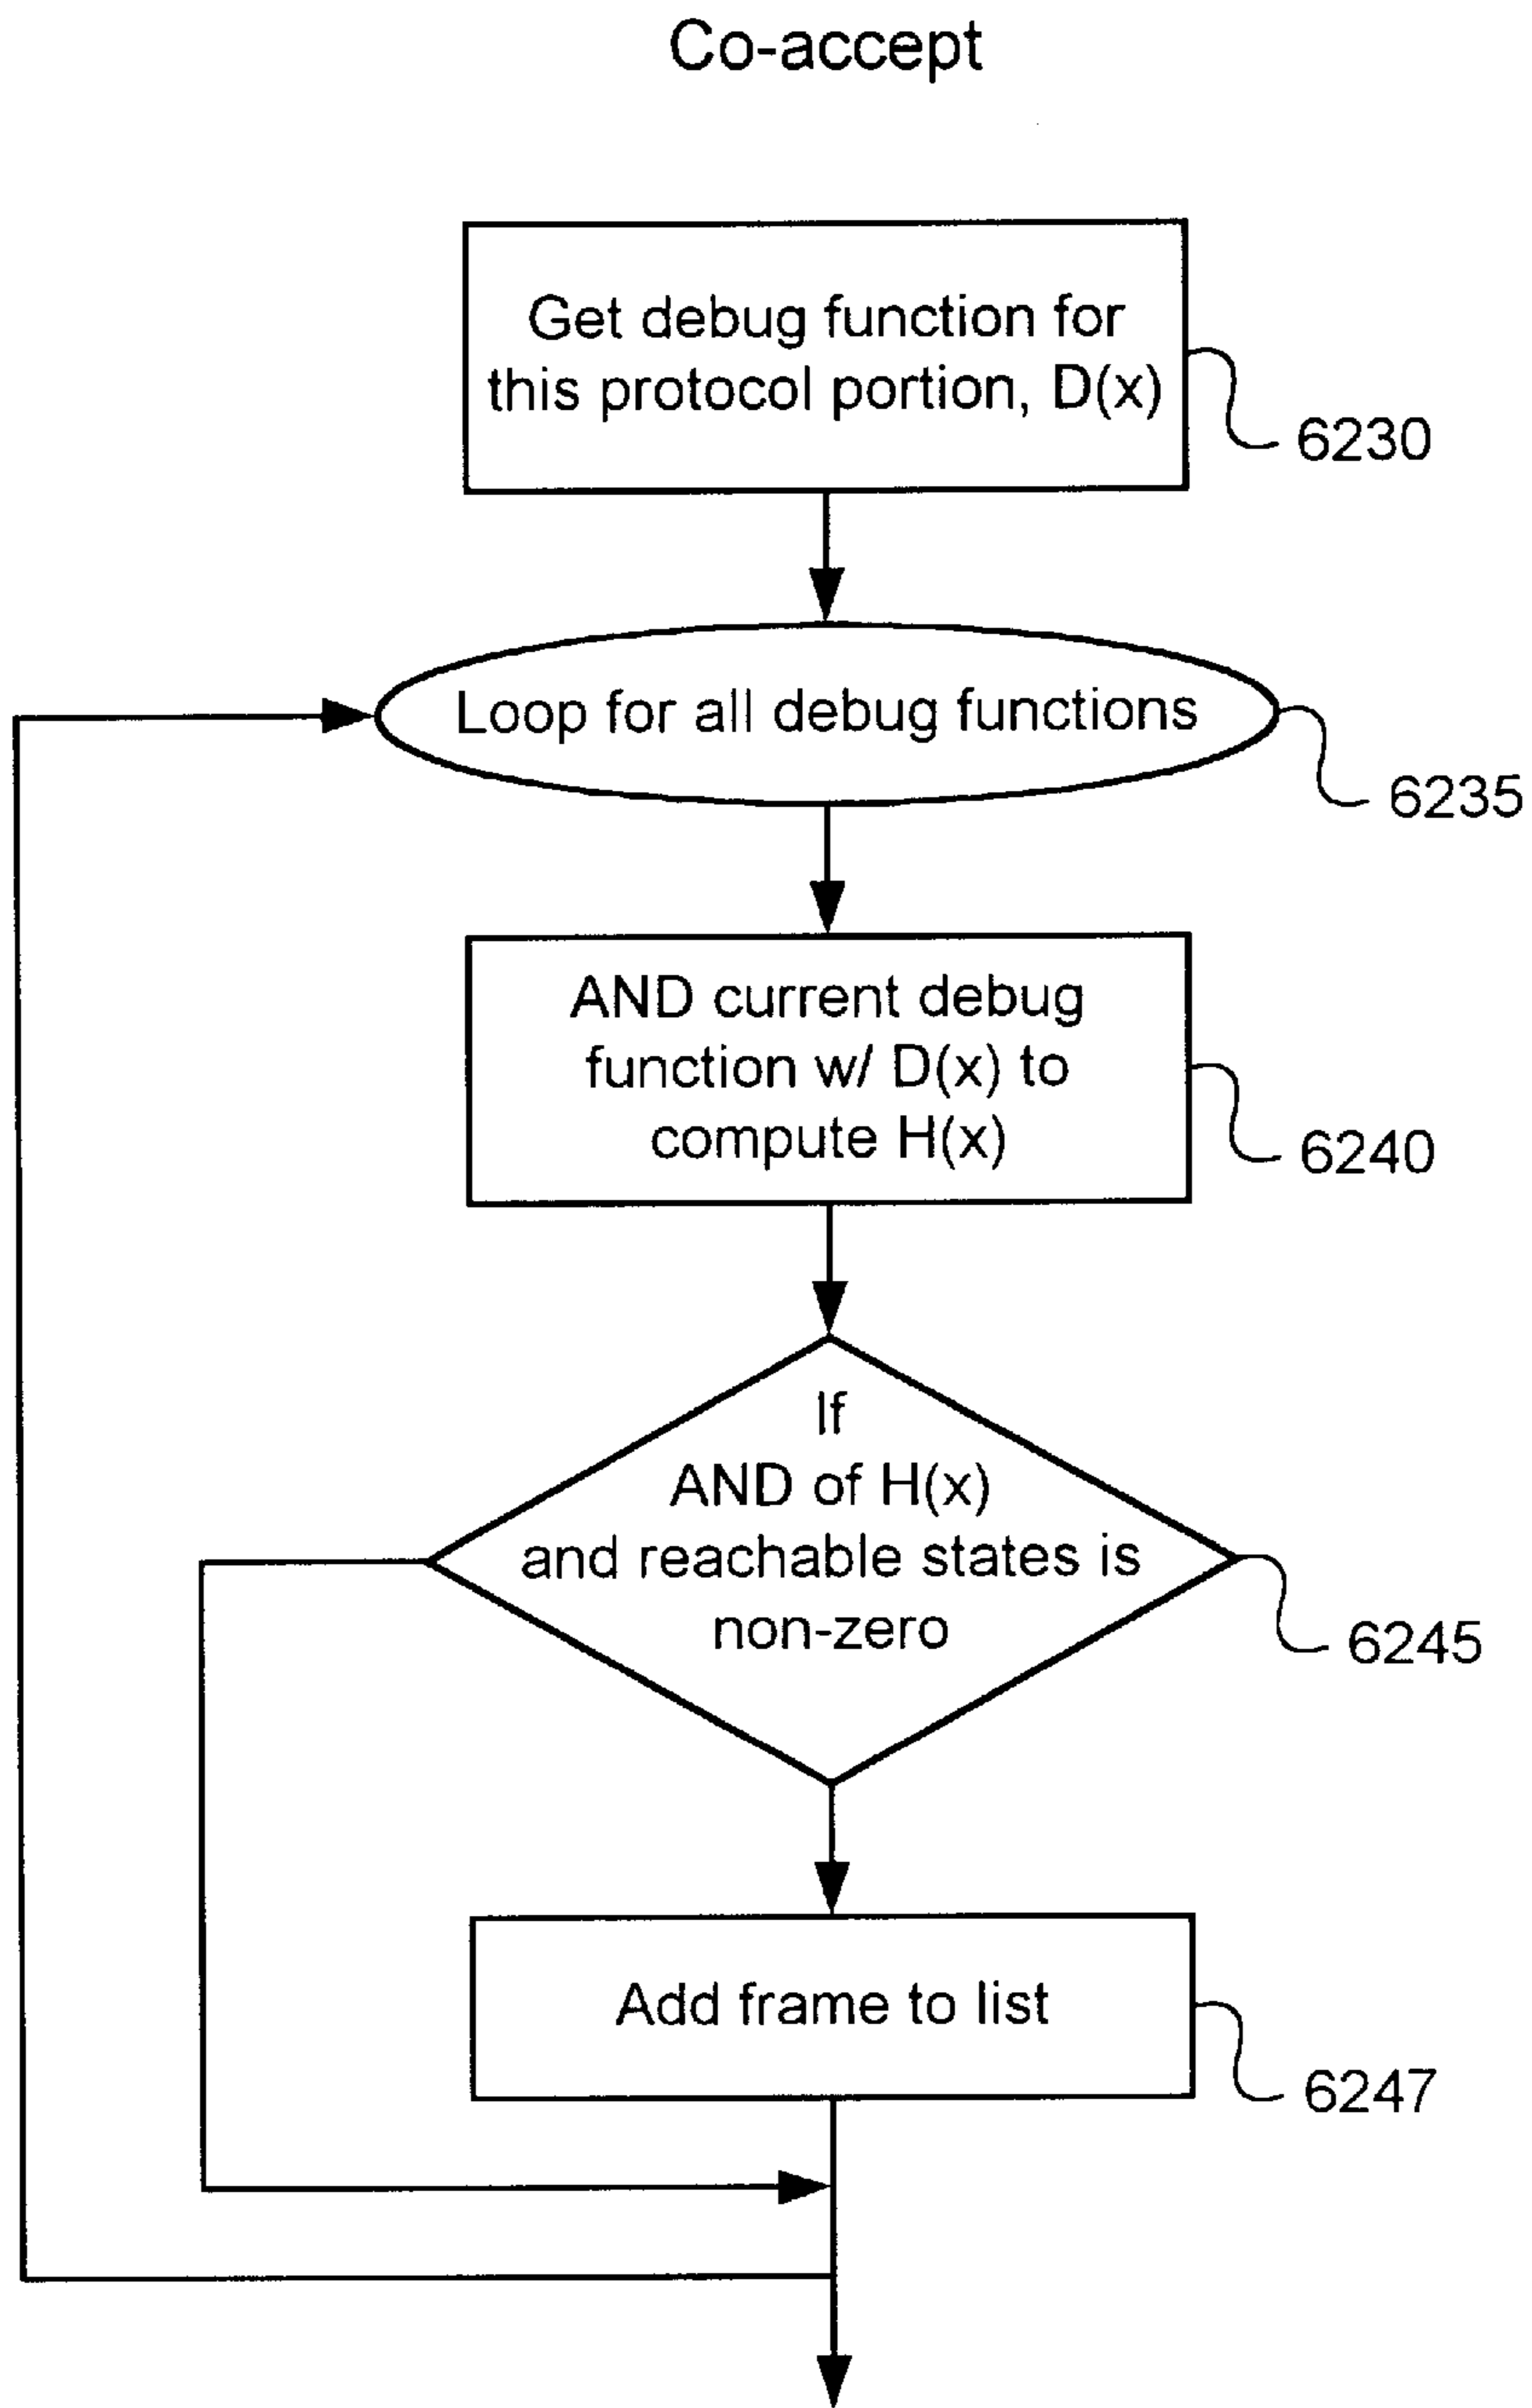 Co-accept
Get debug function for
this protocol portion, D(x)
6230
Loop for all debug functions
6235
AND current debug
function w/ D(x) to
compute H(x)
6240
If
AND of H(x)
and reachable states is
non-zero
6245
Add frame to list
6247